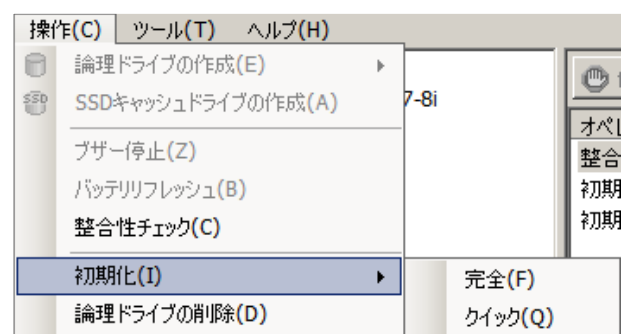 操作(C) ツール(T) ヘルプ(H)
論理ドライブの作成(E)
SSDキャッシュドライブの作成(A)
7-8i
ブザー停止(Z)
バッテリリフレッシュ(B)
整合性チェック(C)
初期化(I)
完全(F)
クイック(Q)
論理ドライブの削除(D)
オペレ
整合
初期
初期